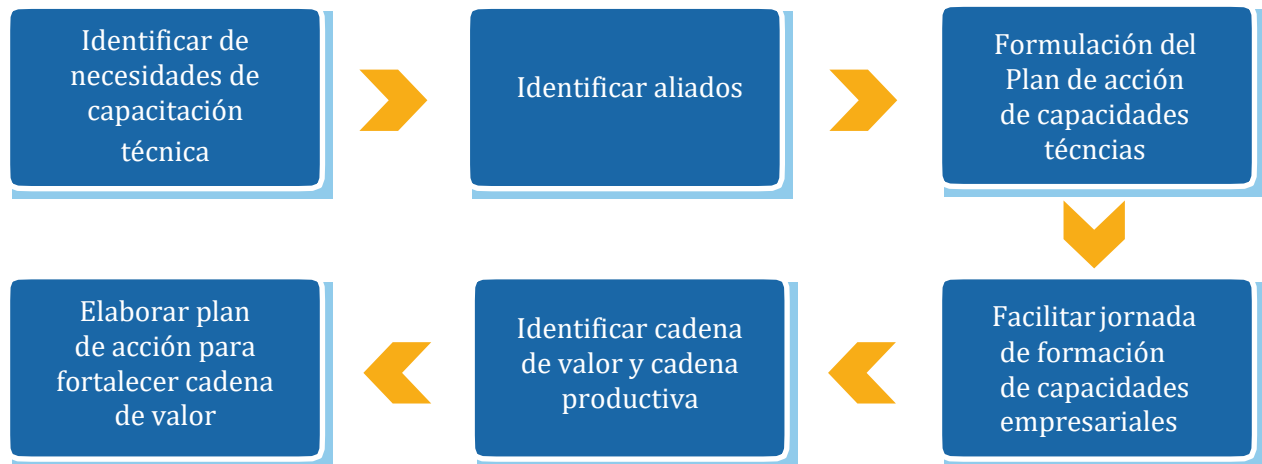 Identificar de
necesidades de
capacitación
técnica
Identificar aliados
Formulación del
Plan de acción
de capacidades
técncias
Facilitar jornada
de formación
de capacidades
empresariales
Identificar cadena
de valor y cadena
productiva
Elaborar plan
de acción para
fortalecer cadena
de valor